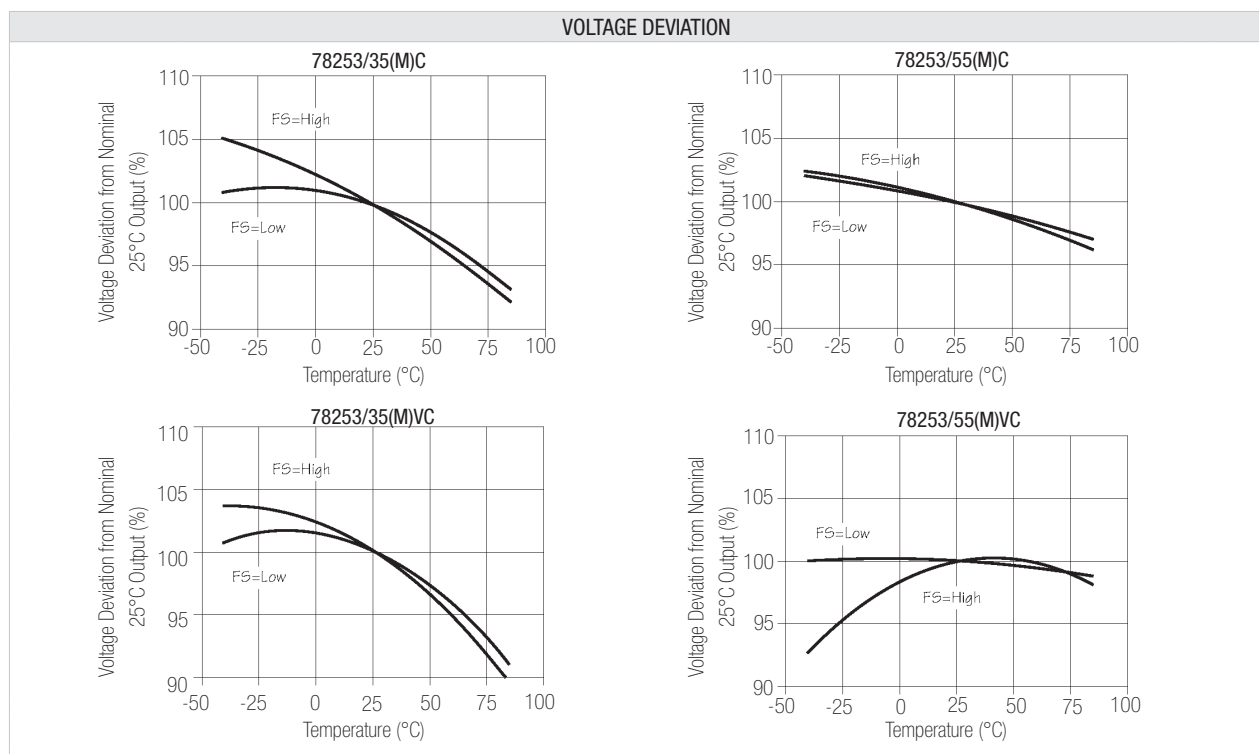 VOLTAGE DEVIATION
78253/35(M)C
Voltage Deviation from Nominal
25°C Output (%)
110
105
100
95
90
FS=High
FS=Low
-50
-25
0
25
50
75
100
Temperature (°C)
78253/55(M)C
Voltage Deviation from Nominal
25°C Output (%)
110
105
100
95
90
FS=High
FS=Low
-50
-25
0
25
50
75
100
Temperature (°C)
78253/35(M)VC
Voltage Deviation from Nominal
25°C Output (%)
110
105
100
95
90
FS=High
FS=Low
-50
-25
0
25
50
75
100
Temperature (°C)
78253/55(M)VC
Voltage Deviation from Nominal
25°C Output (%)
110
105
100
95
90
FS=Low
FS=High
-50
-25
0
25
50
75
100
Temperature (°C)